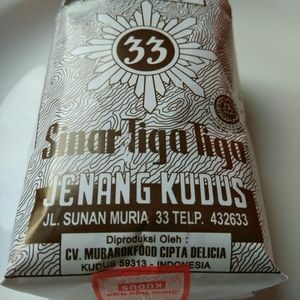 33
Sinar tiga tiga
JENANG KUDUS
JL. SUNAN MURIA 33 TELP. 432633
Diproduksi Oleh :
CV. MUBAROKFOOD CIPTA DELICIA
KUDUS 59313 - INDONESIA